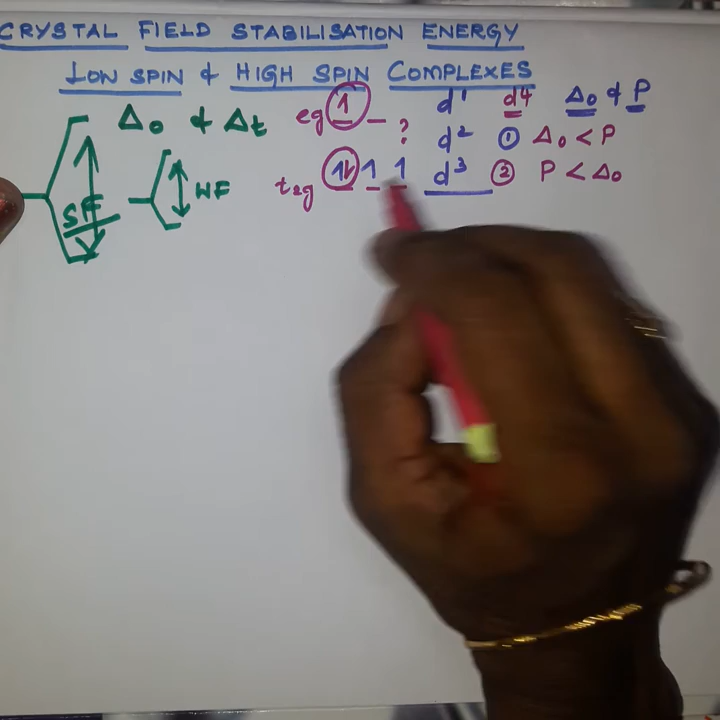 CRYSTAL FIELD STABILISATION ENERGY
LOW SPIN & HIGH SPIN COMPLEXES
Δo & Δt
SF
WF
eg 1 _
?
t2g 1⇂ 1 1
d1
d2
d3
d4 Δo & P
① Δo < P
② P < Δo